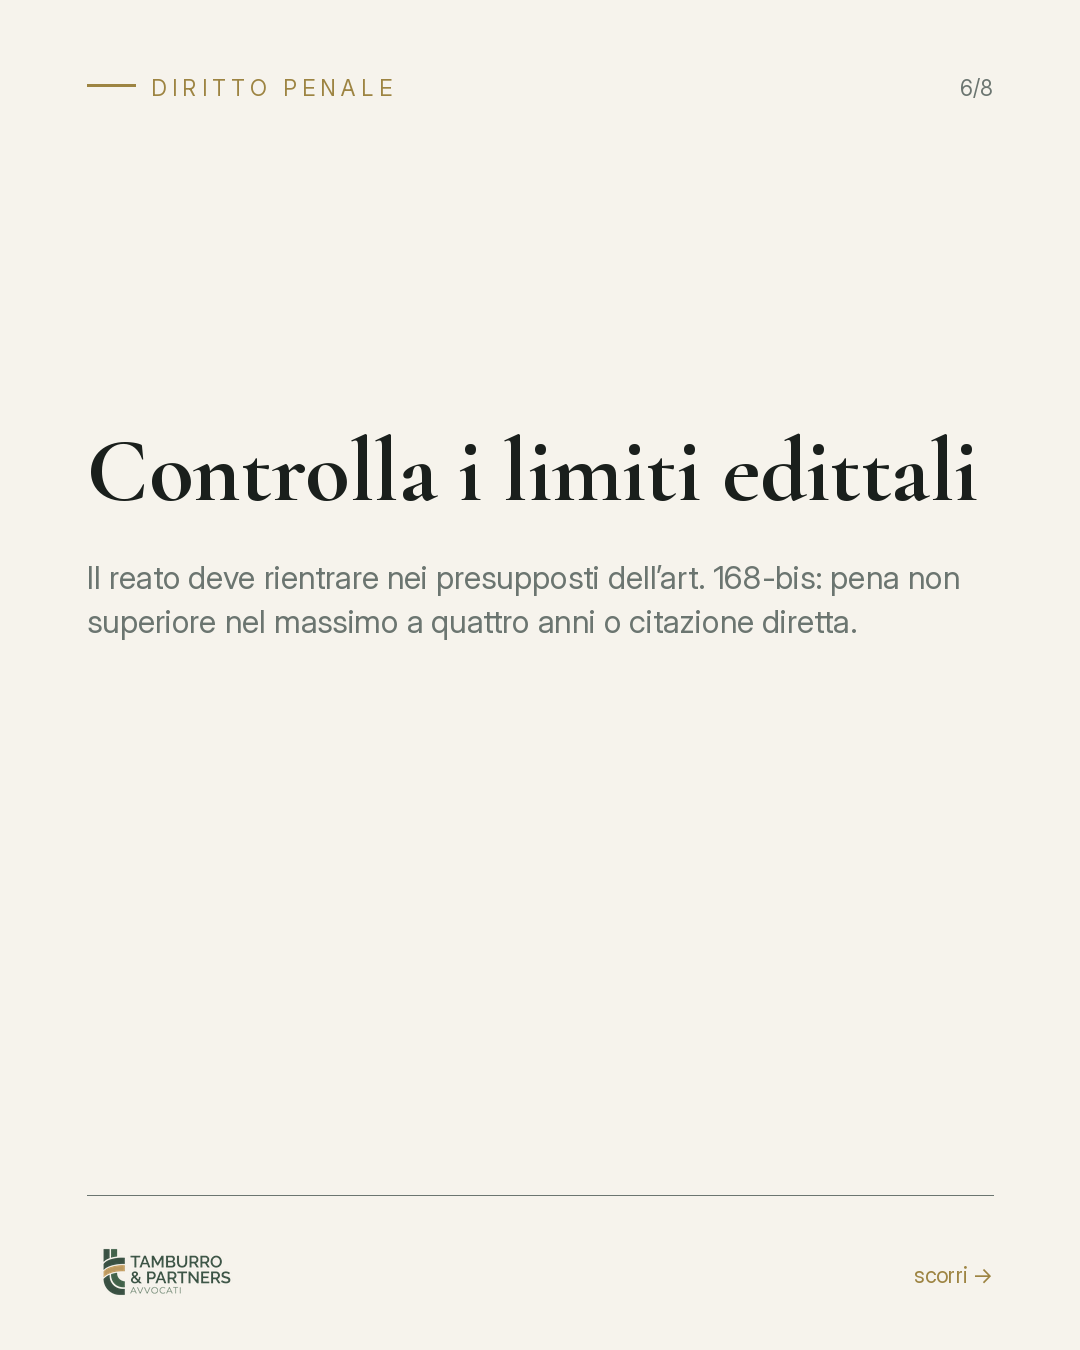 DIRITTO PENALE
6/8
Controlla i limiti edittali
Il reato deve rientrare nei presupposti dell’art. 168-bis: pena non
superiore nel massimo a quattro anni o citazione diretta.
TAMBURRO
& PARTNERS
AVVOCATI
scorri →